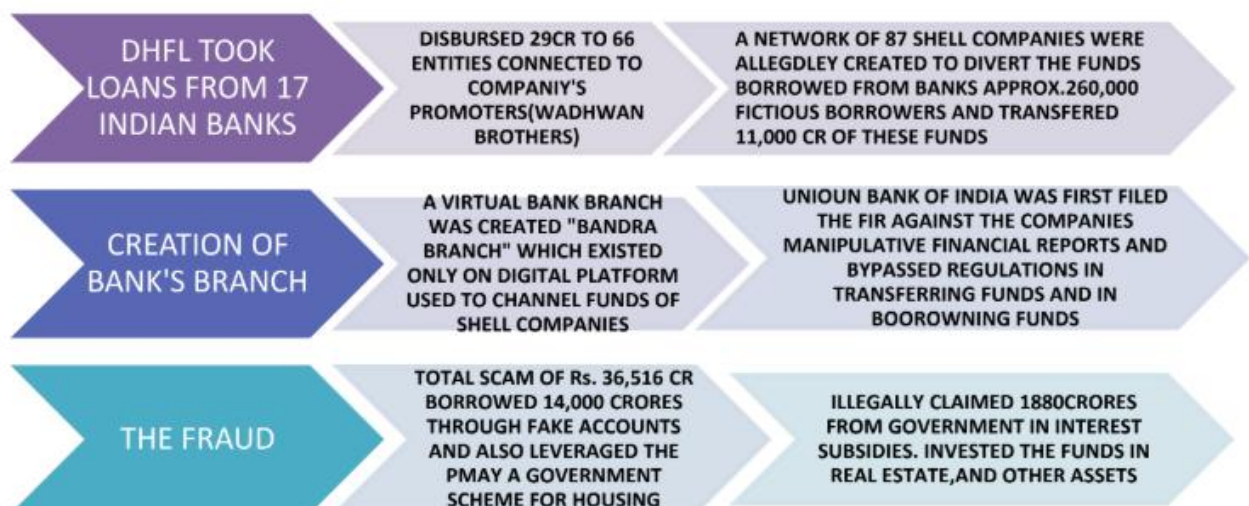 DHFL TOOK
LOANS FROM 17
INDIAN BANKS
DISBURSED 29CR TO 66
ENTITIES CONNECTED TO
COMPANIY'S
PROMOTERS(WADHWAN
BROTHERS)
A NETWORK OF 87 SHELL COMPANIES WERE
ALLEGDLEY CREATED TO DIVERT THE FUNDS
BORROWED FROM BANKS APPROX.260,000
FICTIOUS BORROWERS AND TRANSFERED
11,000 CR OF THESE FUNDS
CREATION OF
BANK'S BRANCH
A VIRTUAL BANK BRANCH
WAS CREATED "BANDRA
BRANCH" WHICH EXISTED
ONLY ON DIGITAL PLATFORM
USED TO CHANNEL FUNDS OF
SHELL COMPANIES
UNIOUN BANK OF INDIA WAS FIRST FILED
THE FIR AGAINST THE COMPANIES
MANIPULATIVE FINANCIAL REPORTS AND
BYPASSED REGULATIONS IN
TRANSFERRING FUNDS AND IN
BOOROWNING FUNDS
THE FRAUD
TOTAL SCAM OF Rs. 36,516 CR
BORROWED 14,000 CRORES
THROUGH FAKE ACCOUNTS
AND ALSO LEVERAGED THE
PMAY A GOVERNMENT
SCHEME FOR HOUSING
ILLEGALLY CLAIMED 1880CRORES
FROM GOVERNMENT IN INTEREST
SUBSIDIES. INVESTED THE FUNDS IN
REAL ESTATE,AND OTHER ASSETS